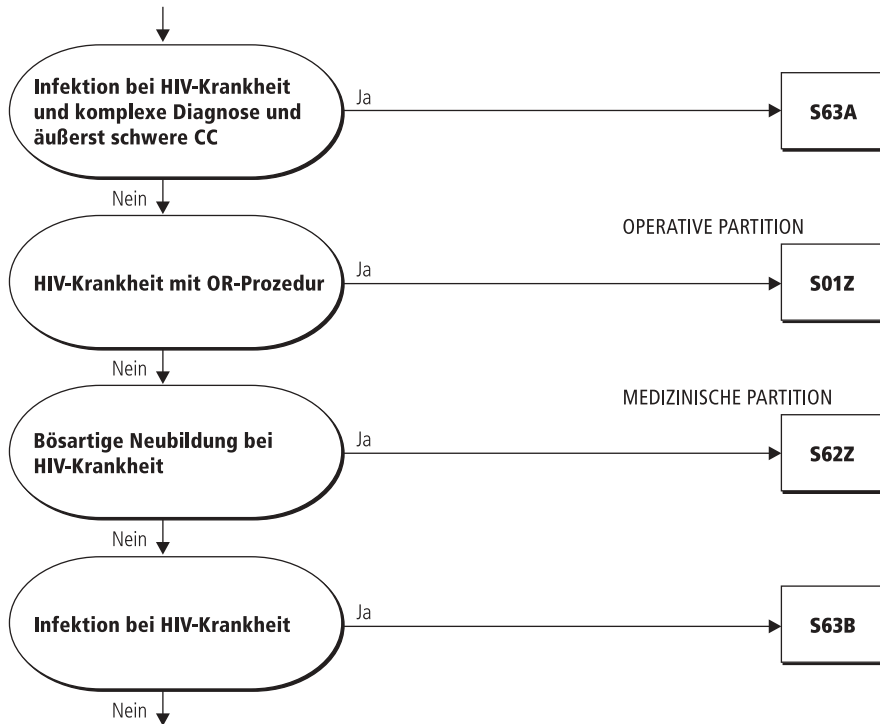 Infektion bei HIV-Krankheit
und komplexe Diagnose und
äußerst schwere CC
Ja
S63A
Nein
OPERATIVE PARTITION
HIV-Krankheit mit OR-Prozedur
Ja
S01Z
Nein
MEDIZINISCHE PARTITION
Bösartige Neubildung bei
HIV-Krankheit
Ja
S62Z
Nein
Infektion bei HIV-Krankheit
Ja
S63B
Nein